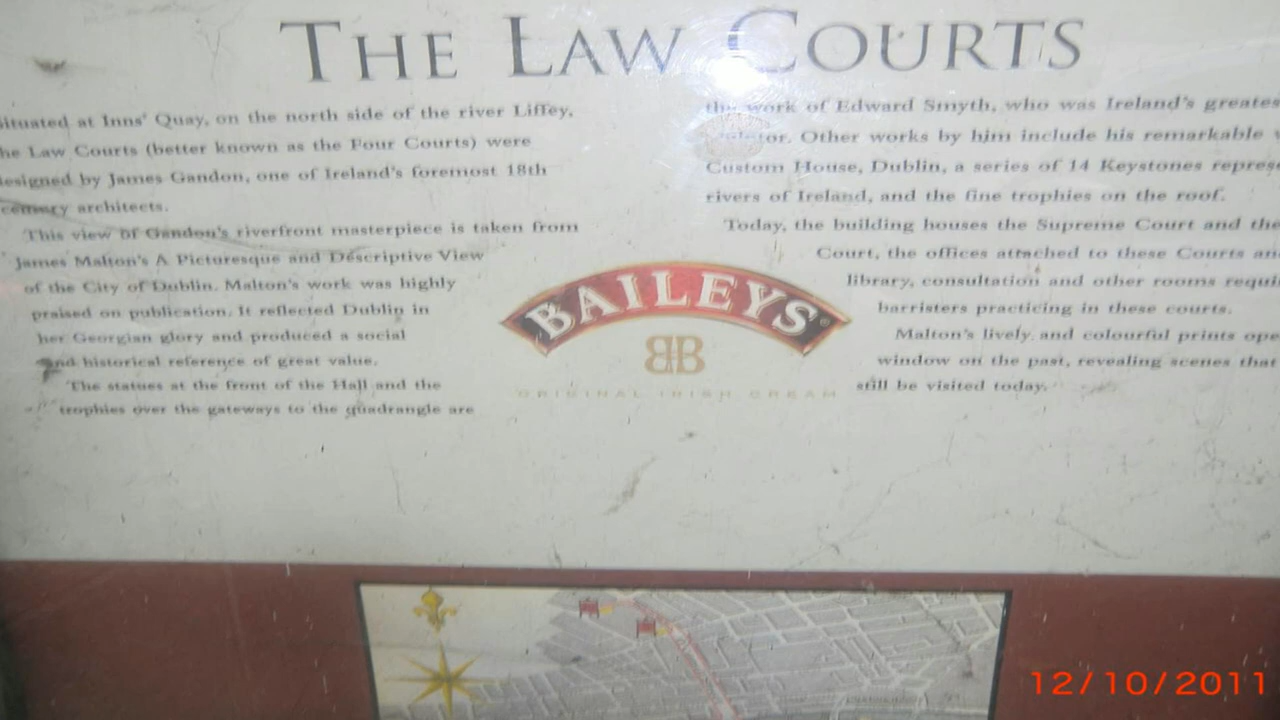 THE LAW COURTS
situated at Inns' Quay, on the north side of the river Liffey,
he Law Courts (better known as the Four Courts) were
designed by James Gandon, one of Ireland's foremost 18th
century architects.
This view of Gandon's riverfront masterpiece is taken from
James Malton's A Picturesque and Descriptive View
of the City of Dublin. Malton's work was highly
praised on publication. It reflected Dublin in
her Georgian glory and produced a social
and historical reference of great value.
The statues at the front of the Hall and the
trophies over the gateways to the quadrangle are
the work of Edward Smyth, who was Ireland's greates
tor. Other works by him include his remarkable
Custom House, Dublin, a series of 14 Keystones represe
rivers of Ireland, and the fine trophies on the roof.
Today, the building houses the Supreme Court and the
Court, the offices attached to these Courts an
library, consultation and other rooms requi
barristers practicing in these courts.
Malton's lively and colourful prints ope
window on the past, revealing scenes that
still be visited today.
BAILEYS®
BB
ORIGINAL IRISH CREAM
12/10/2011